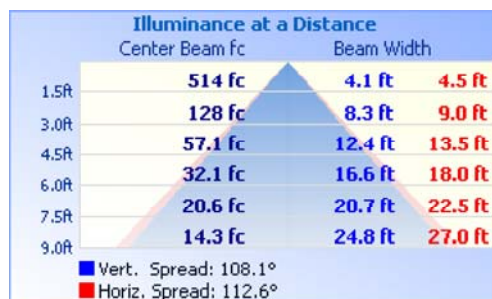 Illuminance at a Distance
Center Beam fc Beam Width
1.5ft 514 fc 4.1 ft 4.5 ft
3.0ft 128 fc 8.3 ft 9.0 ft
4.5ft 57.1 fc 12.4 ft 13.5 ft
6.0ft 32.1 fc 16.6 ft 18.0 ft
7.5ft 20.6 fc 20.7 ft 22.5 ft
9.0ft 14.3 fc 24.8 ft 27.0 ft
Vert. Spread: 108.1°
Horiz. Spread: 112.6°